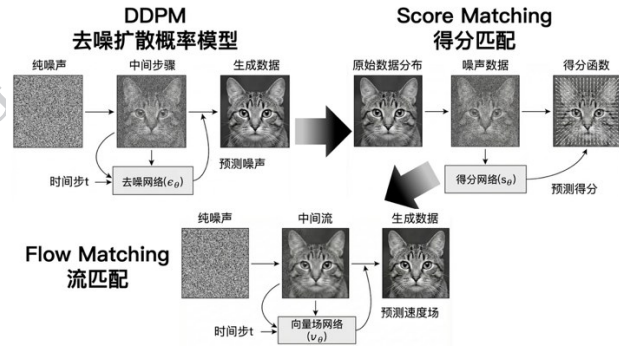 DDPM
去噪扩散概率模型
纯噪声
中间步骤
生成数据
预测噪声
时间步t
去噪网络(ϵθ)
Score Matching
得分匹配
原始数据分布
噪声数据
得分函数
得分网络(sθ)
预测得分
Flow Matching
流匹配
纯噪声
中间流
生成数据
预测速度场
时间步t
向量场网络
(vθ)